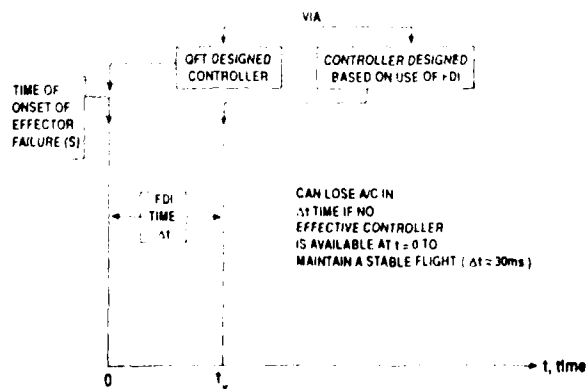 VIA
QFT DESIGNED
CONTROLLER
CONTROLLER DESIGNED
BASED ON USE OF FDI
TIME OF
ONSET OF
EFFECTOR
FAILURE (S)
FDI
TIME
Δt
CAN LOSE A/C IN
Δt TIME IF NO
EFFECTIVE CONTROLLER
IS AVAILABLE AT t = 0 TO
MAINTAIN A STABLE FLIGHT ( Δt = 30ms )
0
t, time